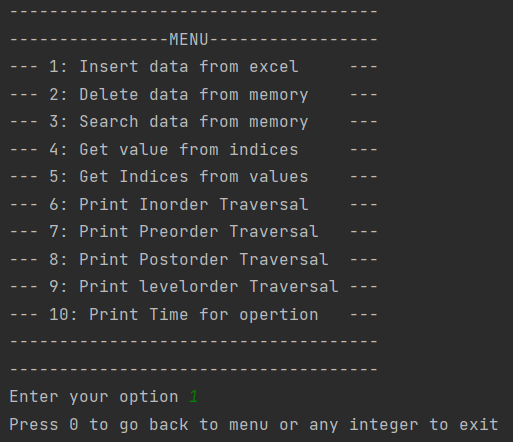 -------------------------------------
----------------MENU-----------------
--- 1: Insert data from excel     ---
--- 2: Delete data from memory    ---
--- 3: Search data from memory    ---
--- 4: Get value from indices     ---
--- 5: Get Indices from values    ---
--- 6: Print Inorder Traversal    ---
--- 7: Print Preorder Traversal   ---
--- 8: Print Postorder Traversal  ---
--- 9: Print levelorder Traversal ---
--- 10: Print Time for opertion   ---
-------------------------------------
-------------------------------------
Enter your option 1
Press 0 to go back to menu or any integer to exit